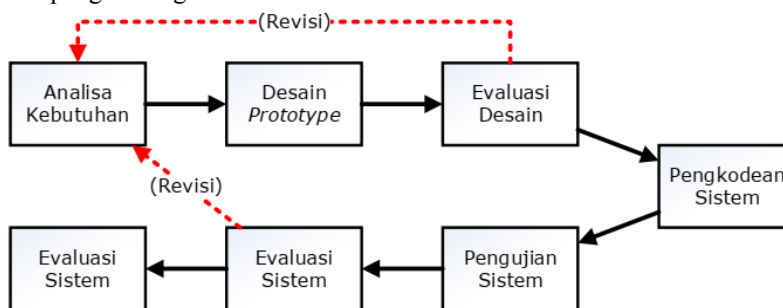 (Revisi)
Analisa
Kebutuhan
Desain
Prototype
Evaluasi
Desain
Pengkodean
Sistem
(Revisi)
Evaluasi
Sistem
Evaluasi
Sistem
Pengujian
Sistem